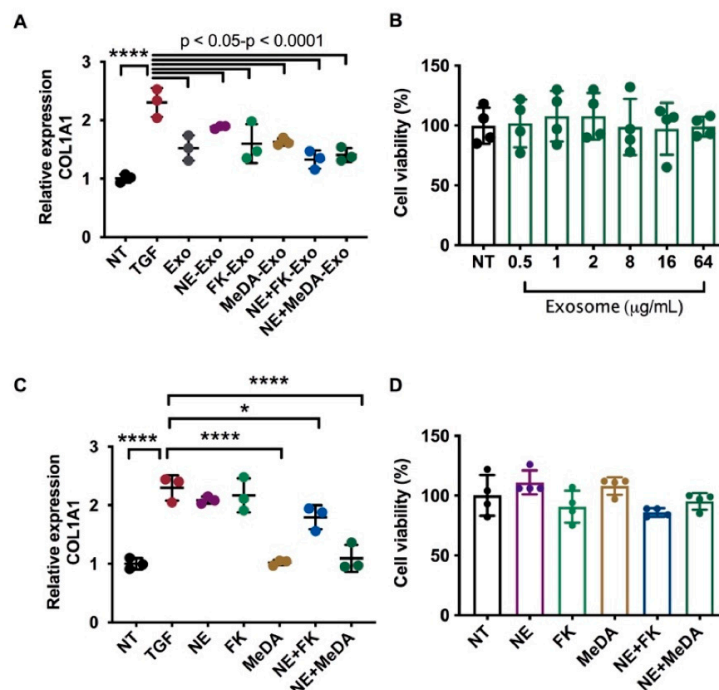 A
p < 0.05-p < 0.0001
****
3
2
1
0
Relative expression
COL1A1
NT
TGF
Exo
NE-Exo
FK-Exo
MeDA-Exo
NE+FK-Exo
NE+MeDA-Exo
B
150
100
50
0
Cell viability (%)
NT
0.5
1
2
8
16
64
Exosome (μg/mL)
C
****
*
****
****
3
2
1
0
Relative expression
COL1A1
NT
TGF
NE
FK
MeDA
NE+FK
NE+MeDA
D
150
100
50
0
Cell viability (%)
NT
NE
FK
MeDA
NE+FK
NE+MeDA